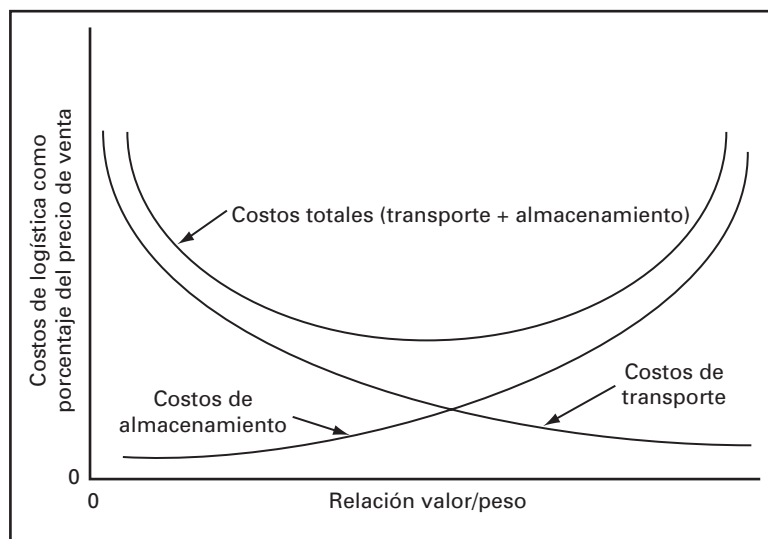 Costos de logística como
porcentaje del precio de venta
Costos totales (transporte + almacenamiento)
Costos de
transporte
Costos de
almacenamiento
0
0
Relación valor/peso